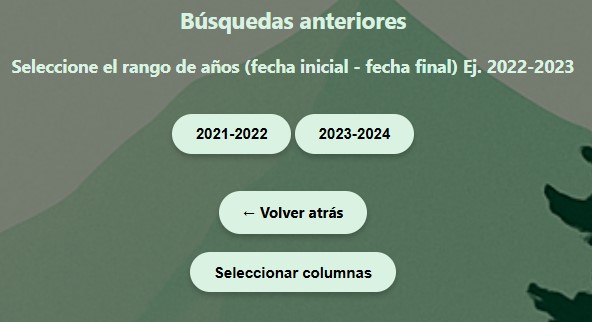 Búsquedas anteriores
Seleccione el rango de años (fecha inicial - fecha final) Ej. 2022-2023
2021-2022 2023-2024
← Volver atrás
Seleccionar columnas